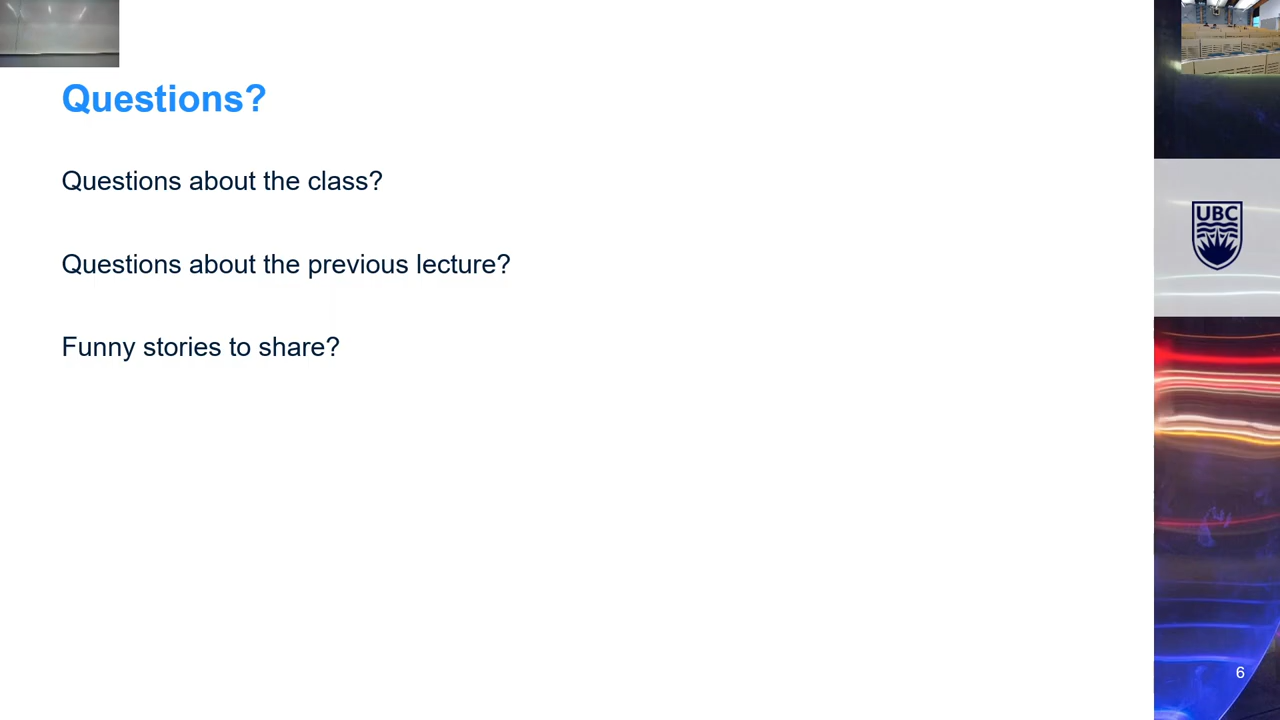 Questions?
Questions about the class?
Questions about the previous lecture?
Funny stories to share?
UBC
6